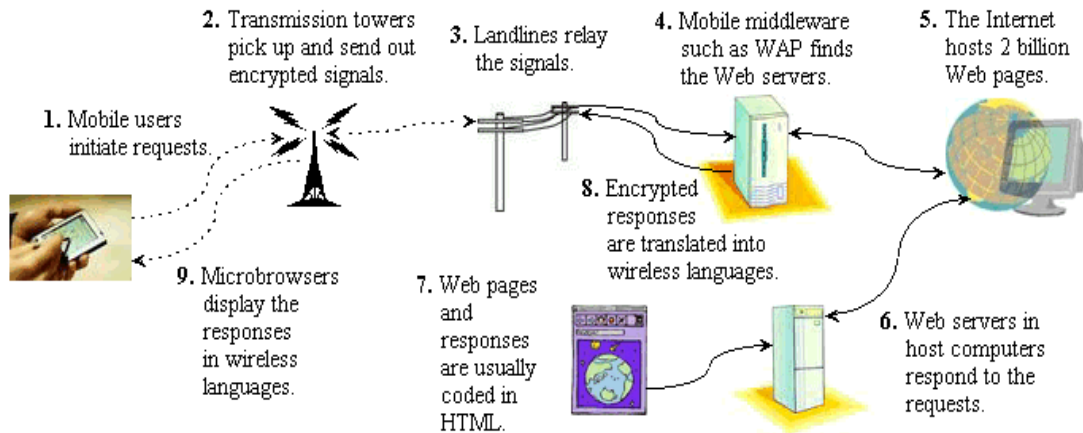 1. Mobile users
initiate requests.
2. Transmission towers
pick up and send out
encrypted signals.
3. Landlines relay
the signals.
4. Mobile middleware
such as WAP finds
the Web servers.
5. The Internet
hosts 2 billion
Web pages.
6. Web servers in
host computers
respond to the
requests.
7. Web pages
and
responses
are usually
coded in
HTML.
8. Encrypted
responses
are translated into
wireless languages.
9. Microbrowsers
display the
responses
in wireless
languages.